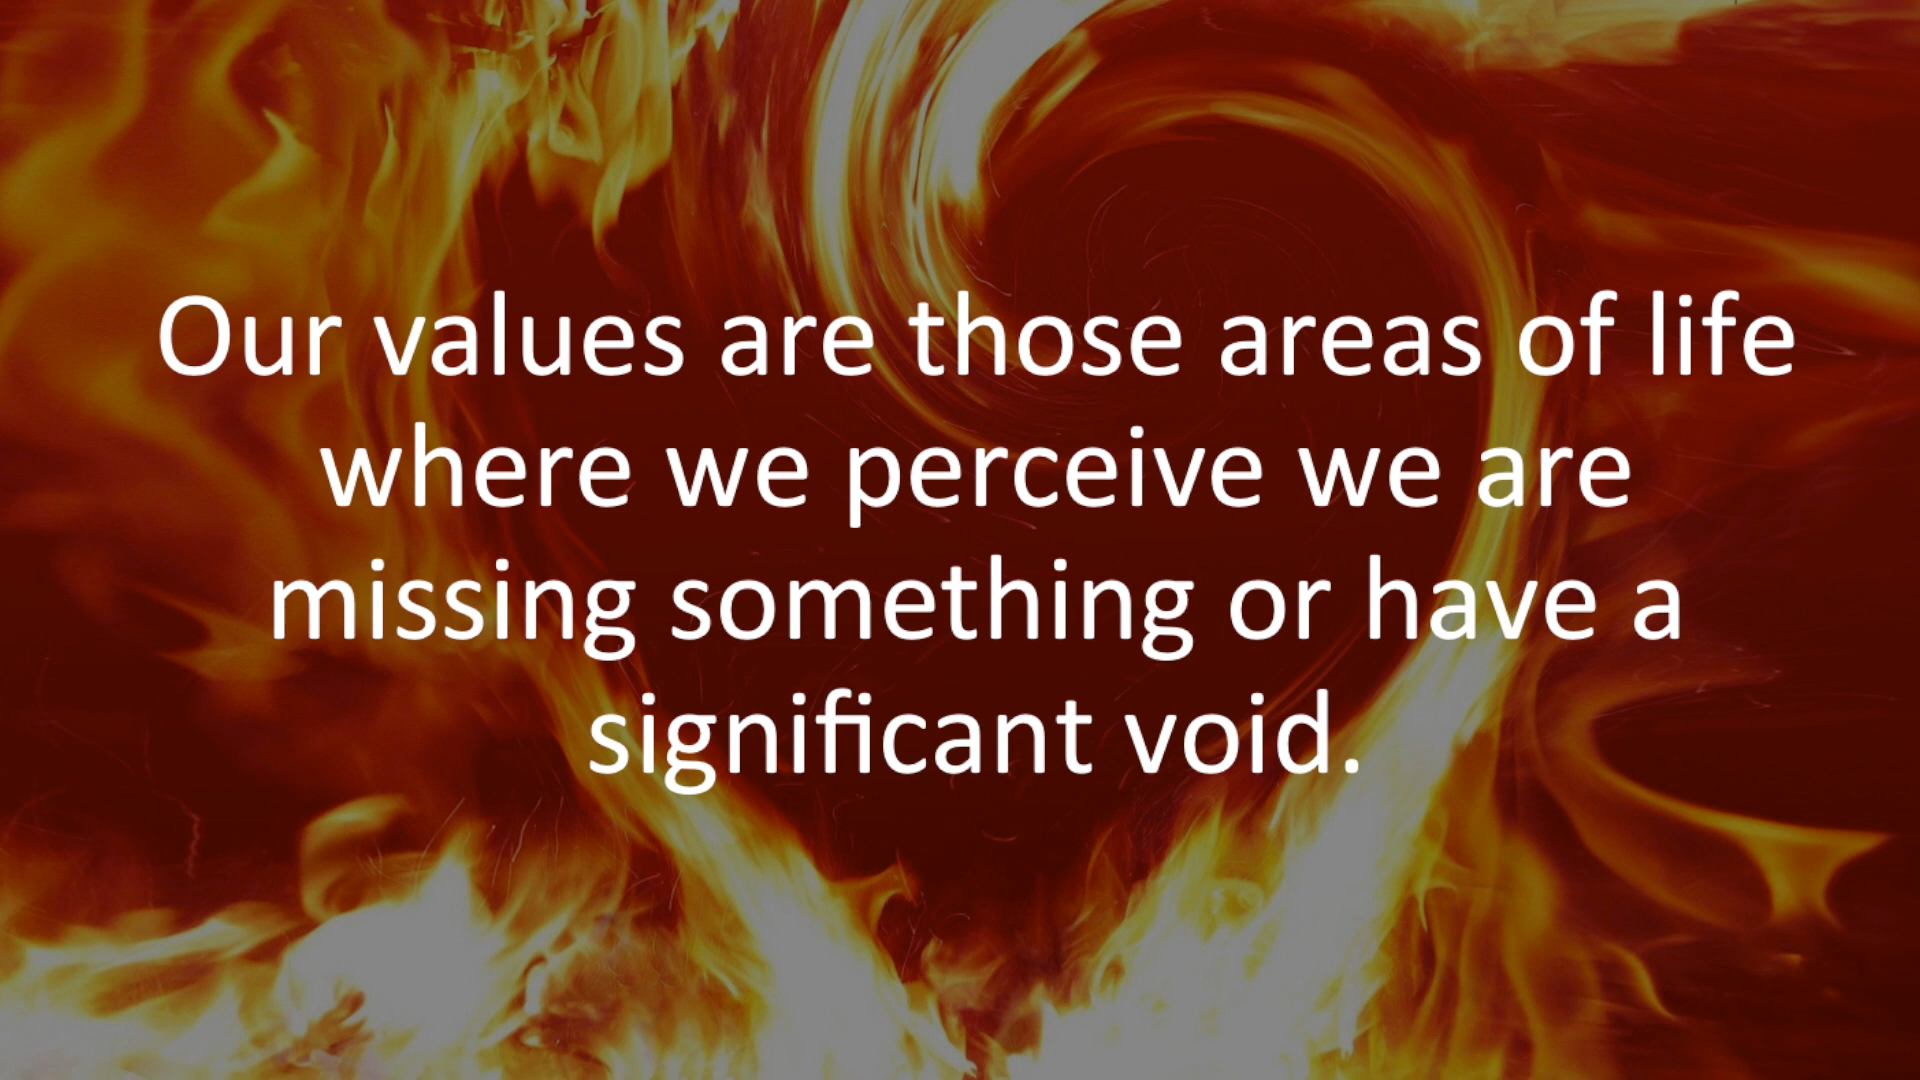 Our values are those areas of life
where we perceive we are
missing something or have a
significant void.